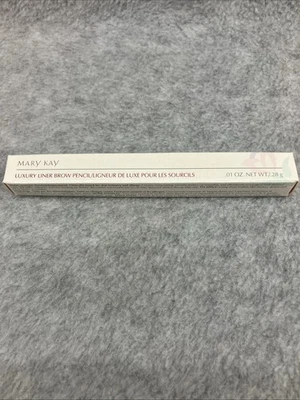 MARY KAY
LUXURY LINER BROW PENCIL/LIGNEUR DE LUXE POUR LES SOURCILS .01 OZ. NET WT./.28 g